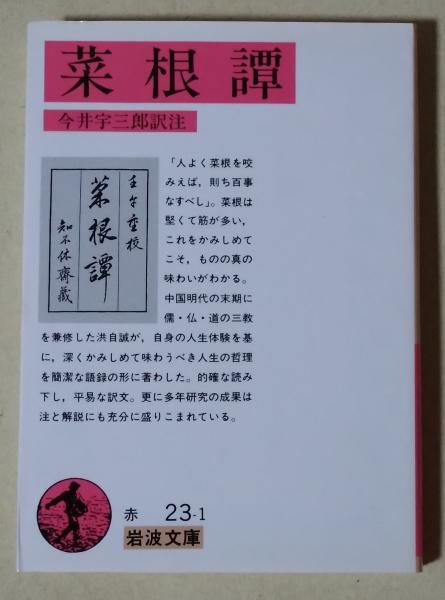 菜根譚
今井宇三郎訳注
壬午重校
菜根譚
知不休齋藏
「人よく菜根を咬
みえば，則ち百事
なすべし」。菜根は
堅くて筋が多い，
これをかみしめて
こそ，ものの真の
味わいがわかる。
中国明代の末期に
儒・仏・道の三教
を兼修した洪自誠が，自身の人生体験を基
に，深くかみしめて味わうべき人生の哲理
を簡潔な語録の形に著わした。的確な読み
下し，平易な訳文。更に多年研究の成果は
注と解説にも充分に盛りこまれている。
赤 23-1
岩波文庫